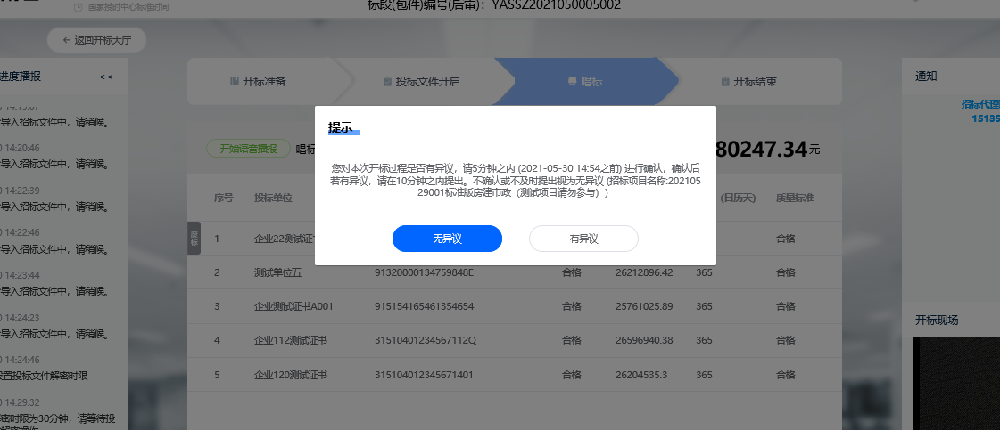 国家授时中心标准时间
标段(包件)编号(后审)：YASSZ2021050005002
返回开标大厅
进度播报 <<
开标准备
投标文件开启
唱标
开标结束
通知
招标代理
15135
导入招标文件中，请稍候。
14:20:46
导入招标文件中，请稍候。
14:22:39
导入招标文件中，请稍候。
14:22:46
导入招标文件中，请稍候。
14:23:44
导入招标文件中，请稍候。
14:24:23
导入招标文件中，请稍候。
14:24:46
设置投标文件解密时限
14:29:32
密时限为30分钟，请等待投
开始语音播报 唱标
80247.34元
提示
您对本次开标过程是否有异议，请5分钟之内 (2021-05-30 14:54之前) 进行确认，确认后
若有异议，请在10分钟之内提出。不确认或不及时提出视为无异议 (招标项目名称:202105
29001标准版房建市政（测试项目请勿参与）)
无异议
有异议
序号 投标单位 (日历天) 质量标准
废标
1 企业22测试证书 合格
2 测试单位五 91320000134759848E 合格 26212896.42 365 合格
3 企业测试证书A001 915154165461354654 合格 25761025.89 365 合格
4 企业112测试证书 31510401234567112Q 合格 26596940.38 365 合格
5 企业120测试证书 315104012345671401 合格 26204535.3 365 合格
开标现场